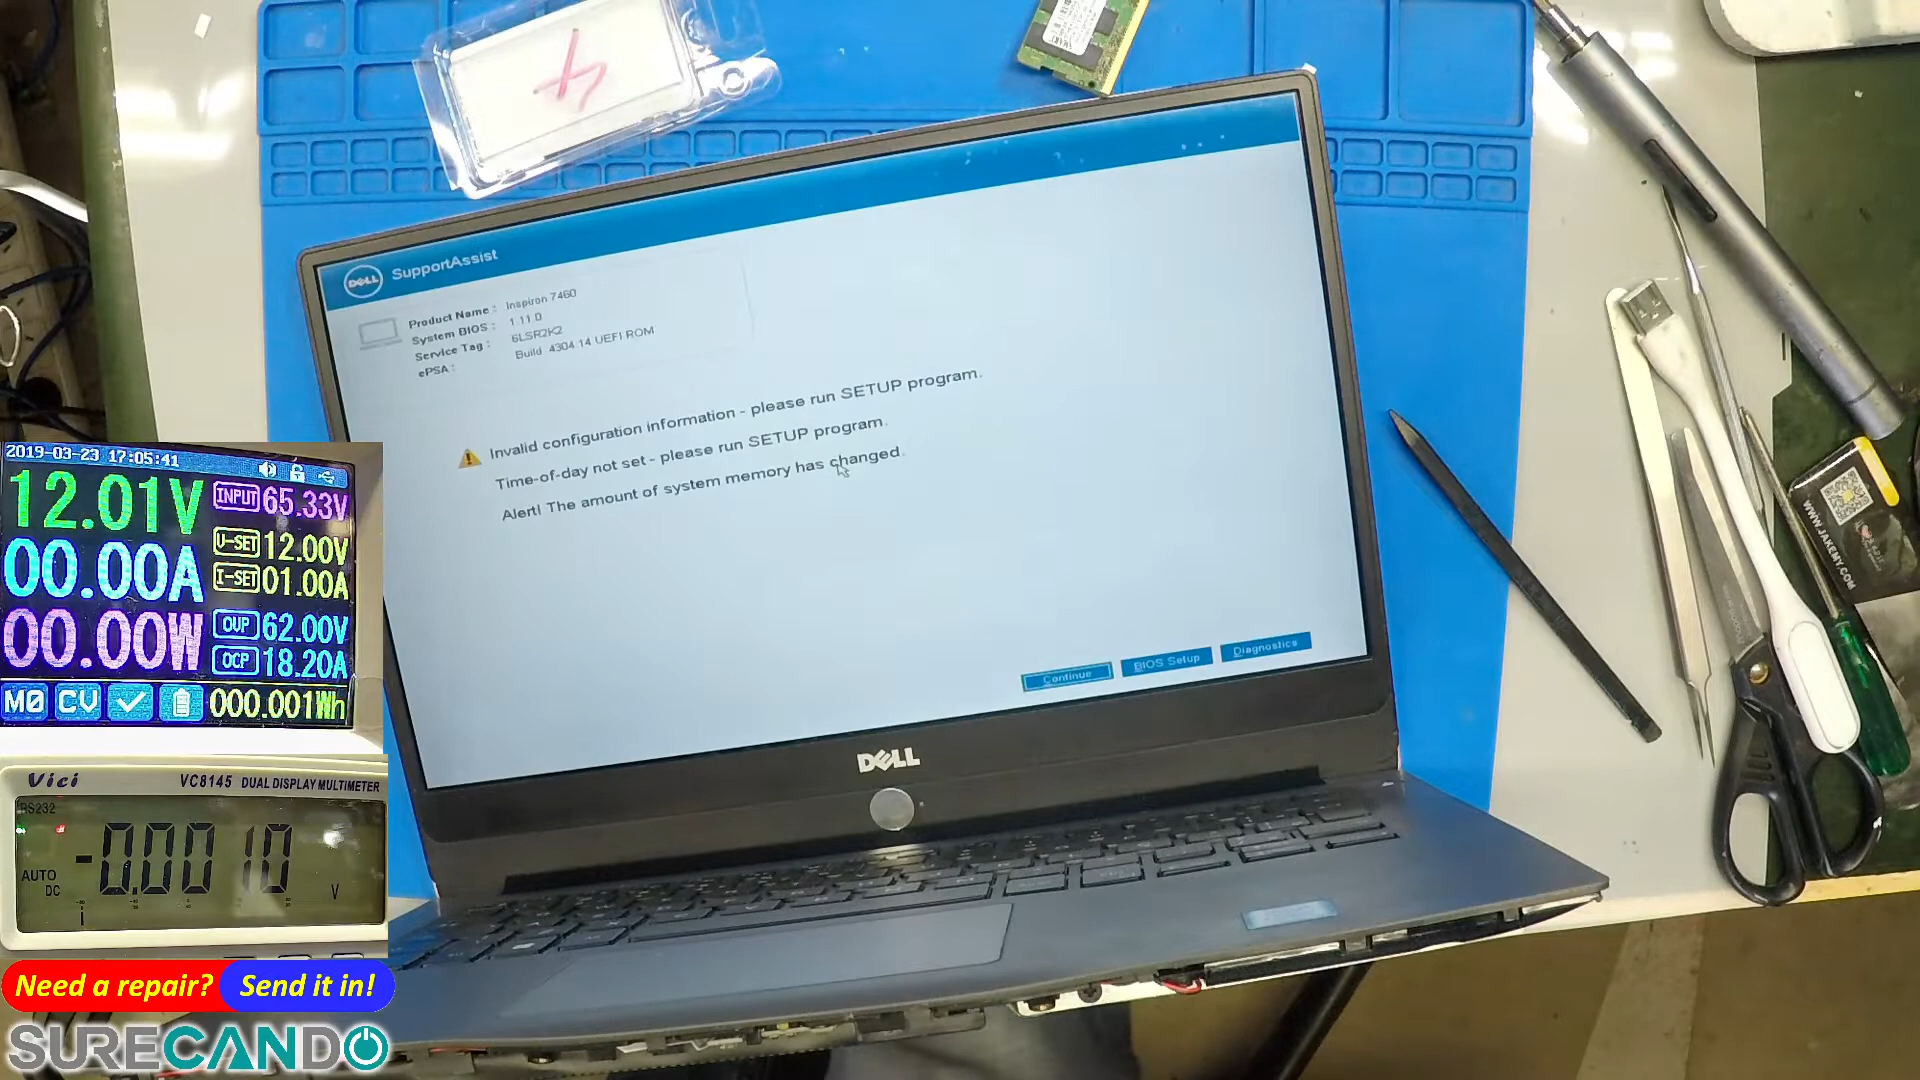 4
DELL SupportAssist
Product Name : Inspiron 7460
System BIOS : 1.11.0
Service Tag : 6LSR2K2
ePSA : Build 4304.14 UEFI ROM
Invalid configuration information - please run SETUP program.
Time-of-day not set - please run SETUP program.
Alert! The amount of system memory has changed.
Continue
BIOS Setup
Diagnostics
DELL
WWW.JAKEMY.COM
2019-03-23 17:05:41
12.01V
INPUT 65.33V
V-SET 12.00V
00.00A
I-SET 01.00A
00.00W
OVP 62.00V
OCP 18.20A
M0 CV 000.001Wh
Vici VC8145 DUAL DISPLAY MULTIMETER
RS232
-0.0010
AUTO
DC
V
Need a repair? Send it in!
SURECANDO